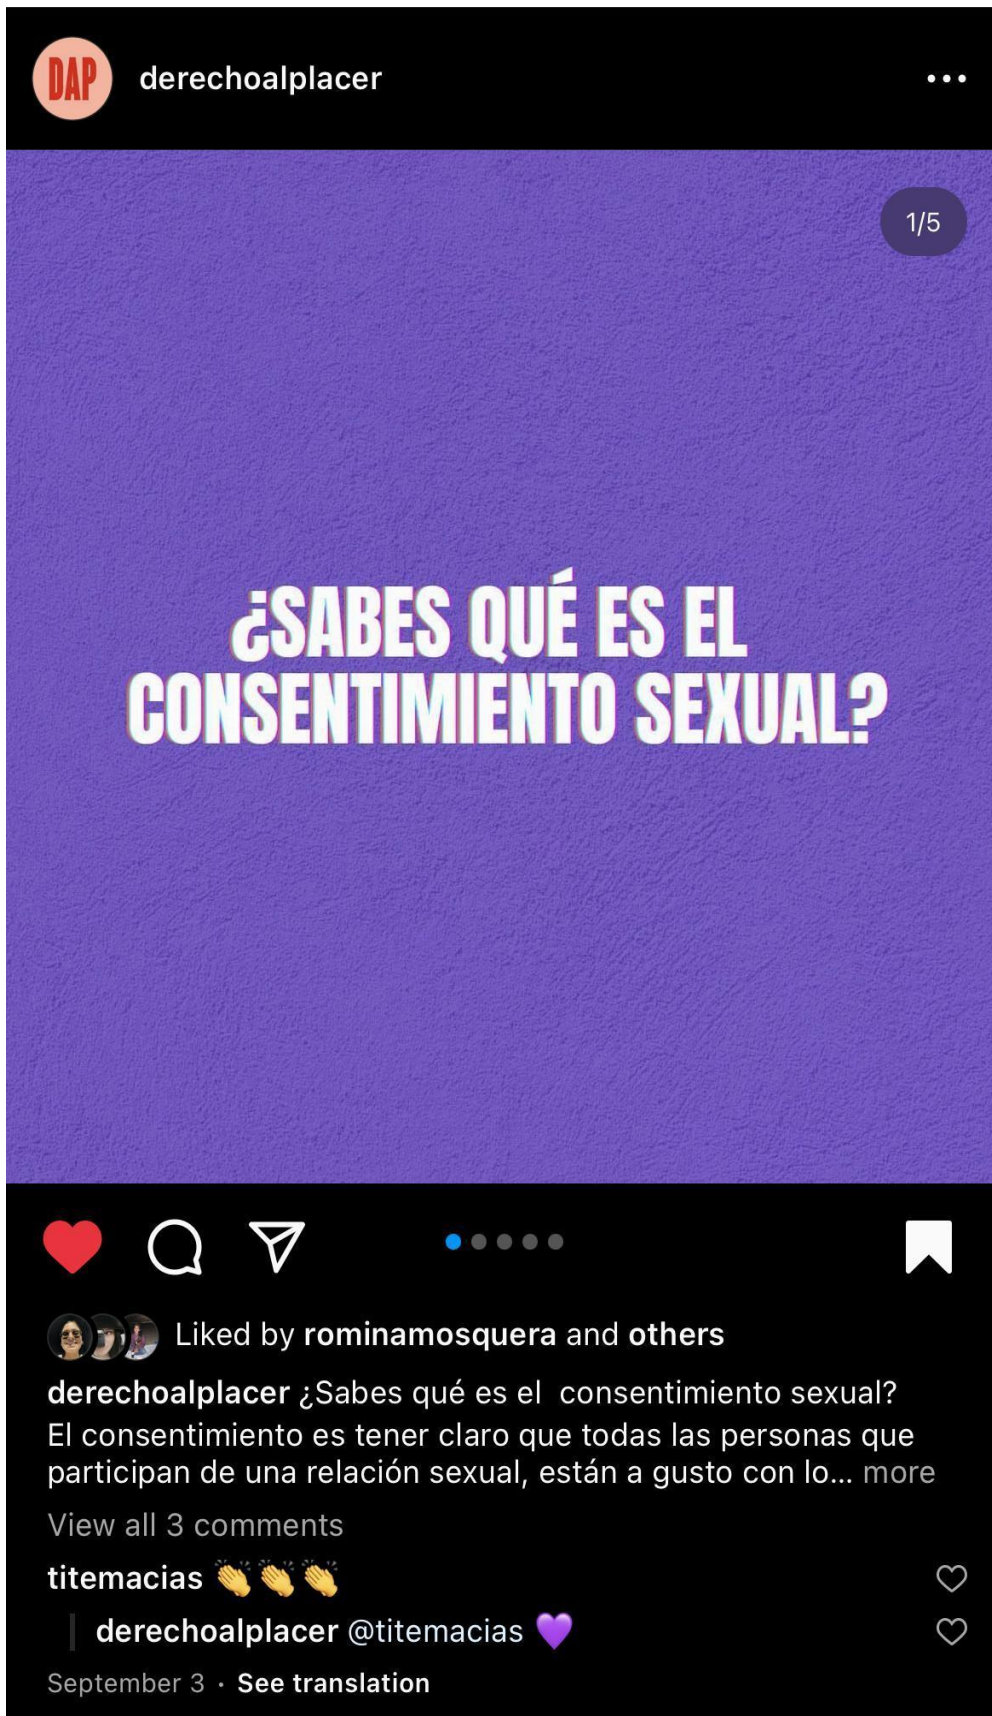 DAP
derechoalplacer
1/5
¿SABES QUÉ ES EL
CONSENTIMIENTO SEXUAL?
Liked by rominamosquera and others
derechoalplacer ¿Sabes qué es el  consentimiento sexual?
El consentimiento es tener claro que todas las personas que
participan de una relación sexual, están a gusto con lo... more
View all 3 comments
titemacias 👏👏👏
derechoalplacer @titemacias 💜
September 3 · See translation